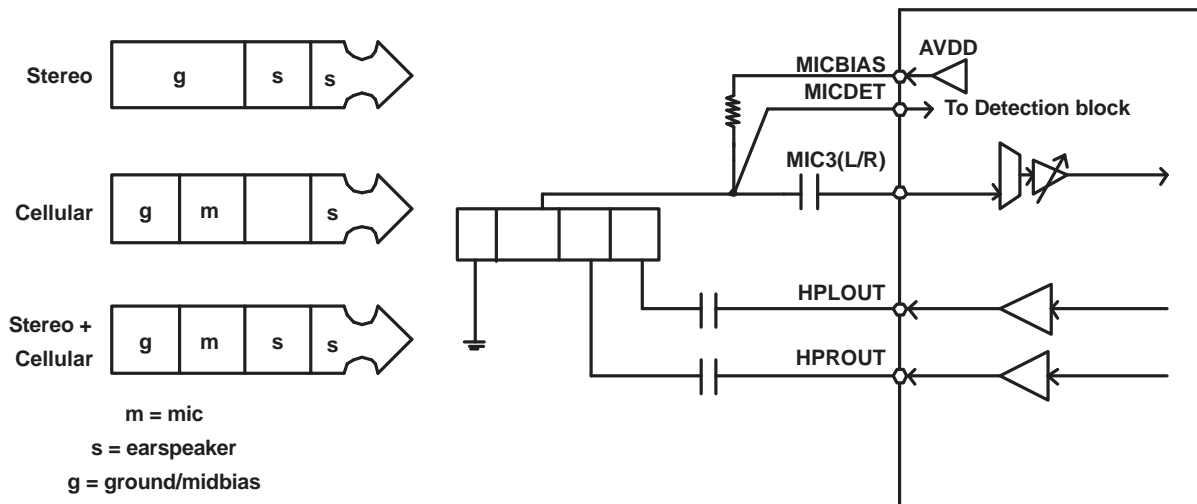 Stereo
g s s
Cellular
g m s
Stereo +
Cellular
g m s s
m = mic
s = earspeaker
g = ground/midbias
AVDD
MICBIAS
MICDET
To Detection block
MIC3(L/R)
HPLOUT
HPROUT